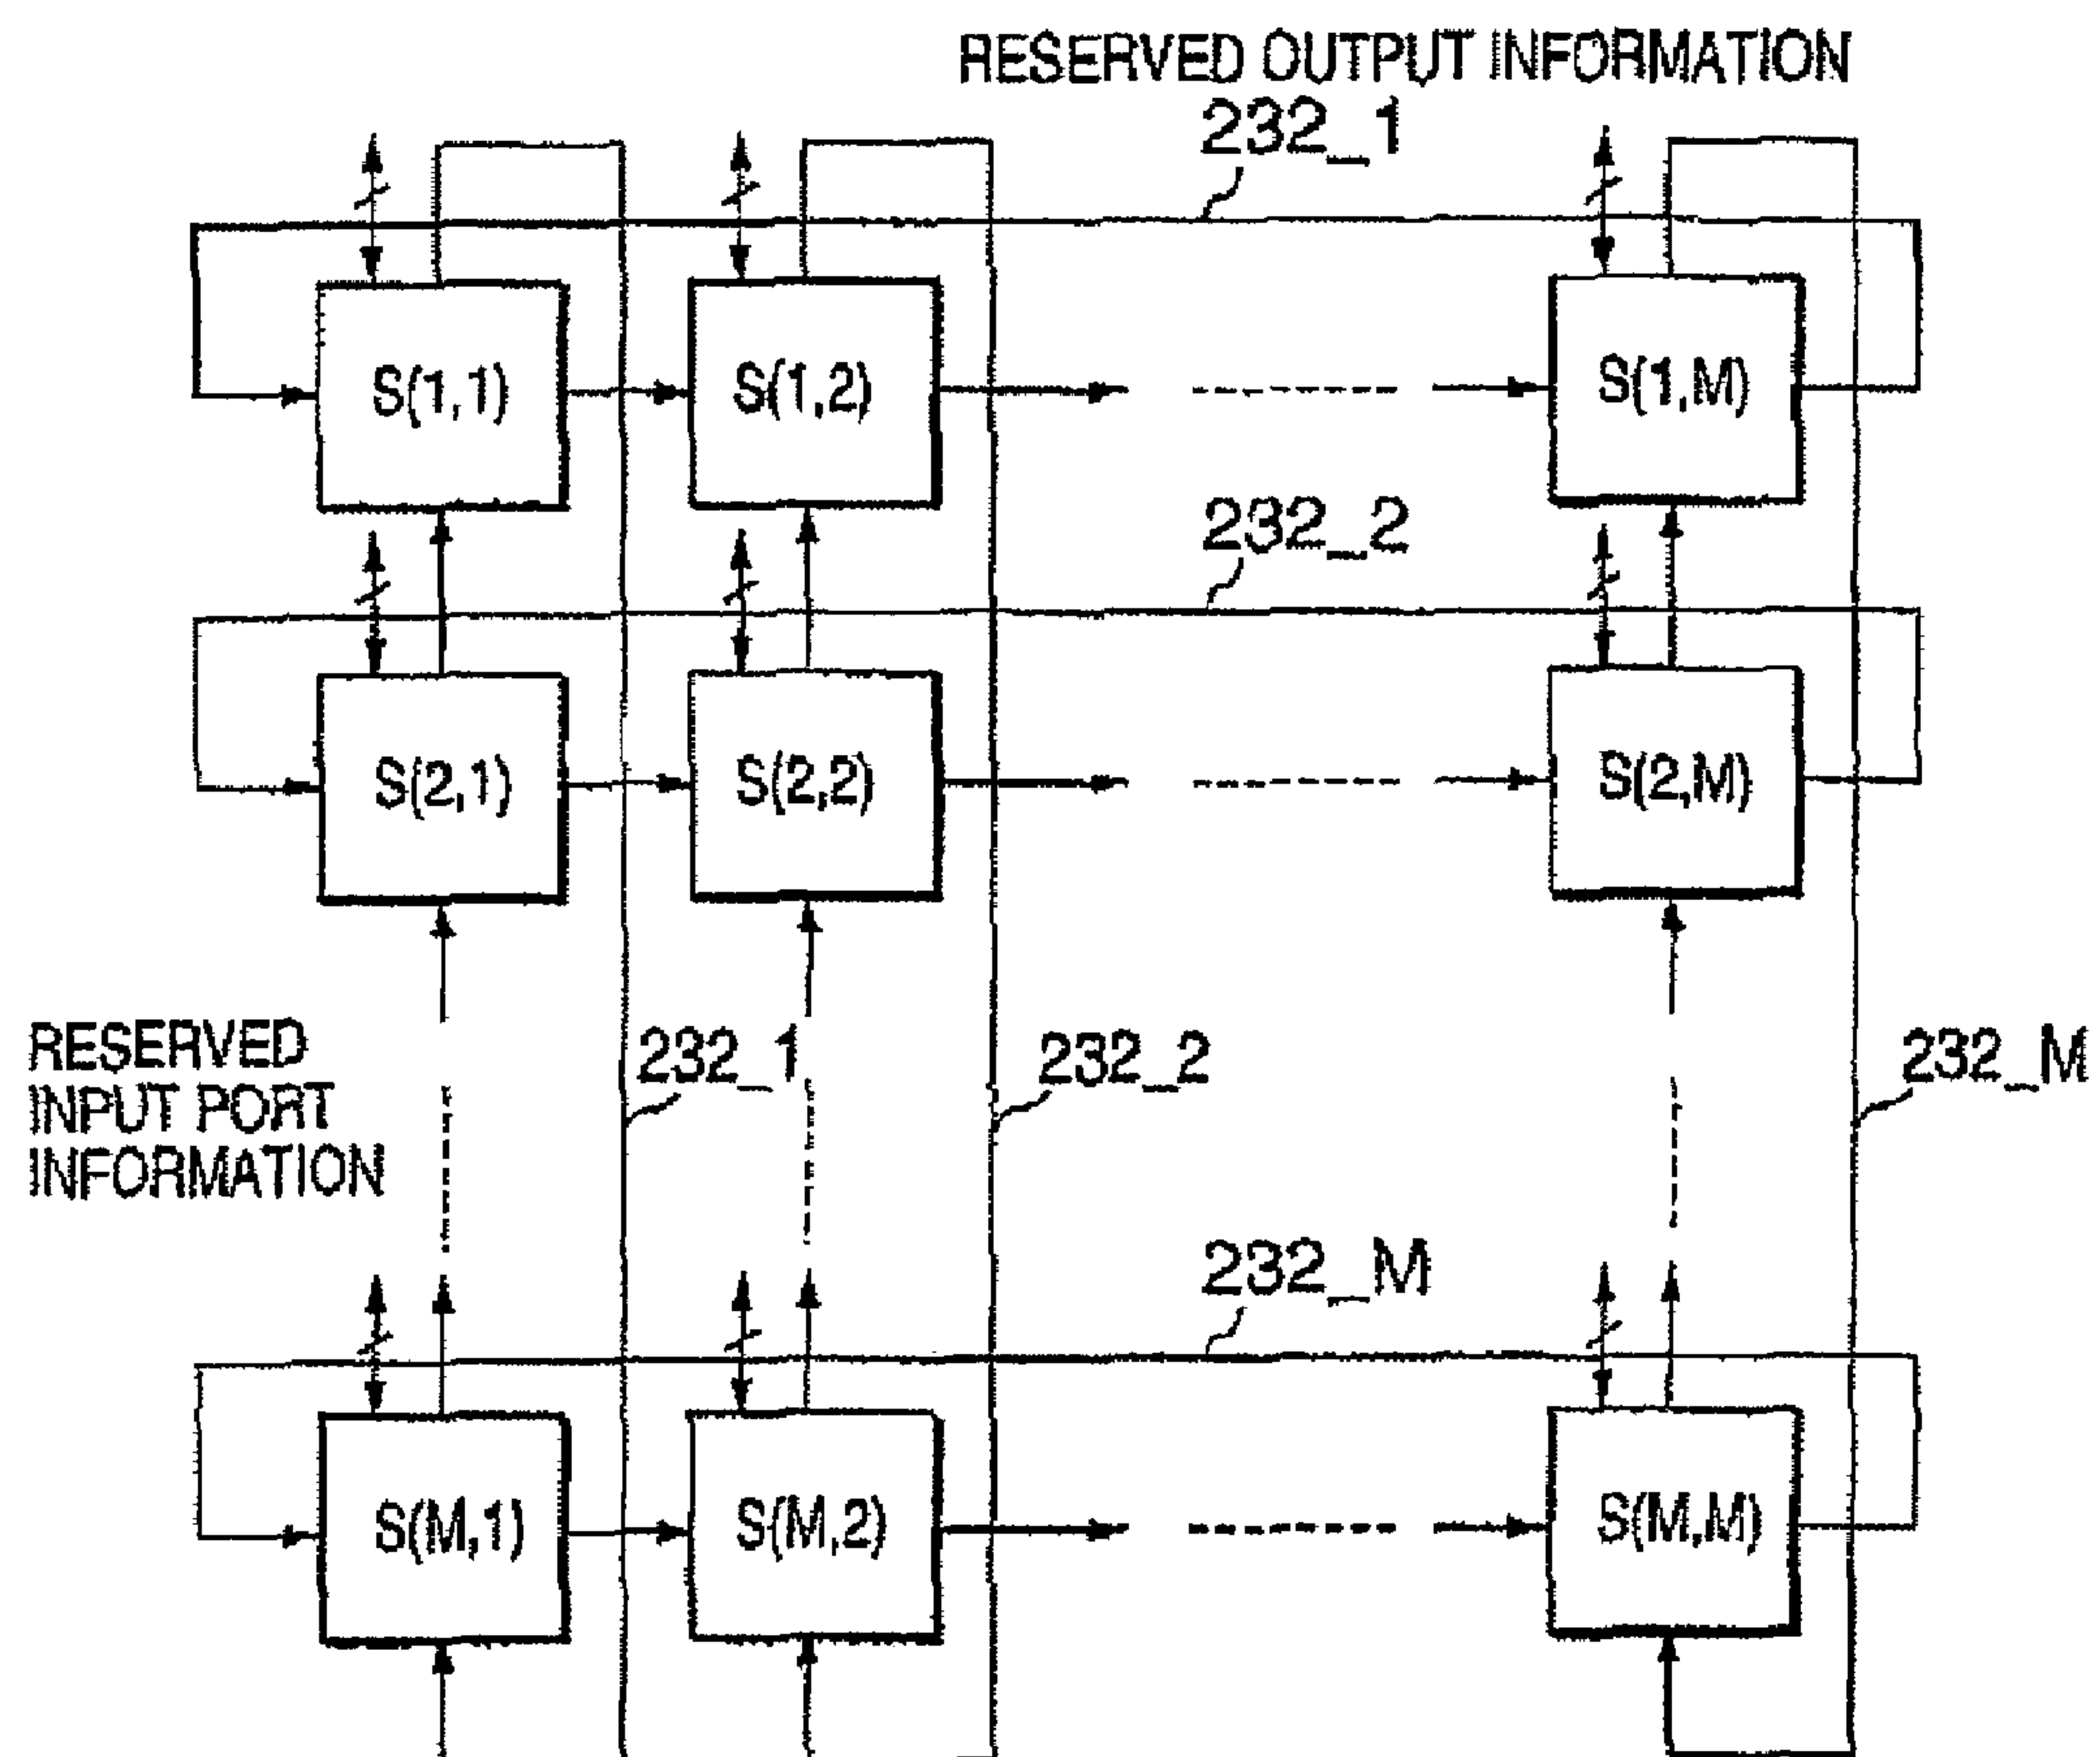 RESERVED OUTPUT INFORMATION
232_1
S(1,1)
S(1,2)
S(1,M)
232_2
S(2,1)
S(2,2)
S(2,M)
RESERVED
INPUT PORT
INFORMATION
232_1
232_2
232_M
232_M
S(M,1)
S(M,2)
S(M,M)